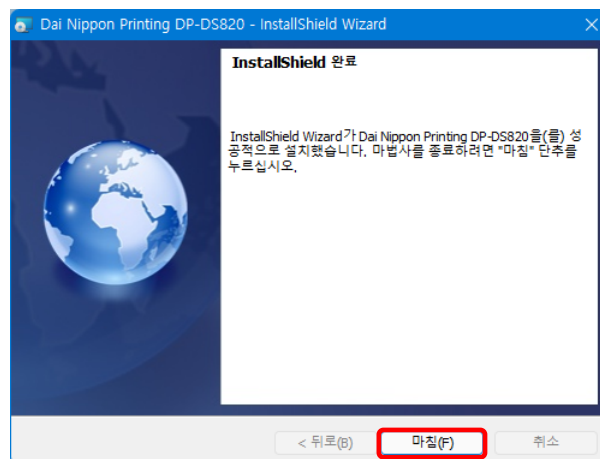 Dai Nippon Printing DP-DS820 - InstallShield Wizard
InstallShield 완료
InstallShield Wizard가 Dai Nippon Printing DP-DS820을(를) 성
공적으로 설치했습니다. 마법사를 종료하려면 "마침" 단추를
누르십시오.
< 뒤로(B) 마침(F) 취소